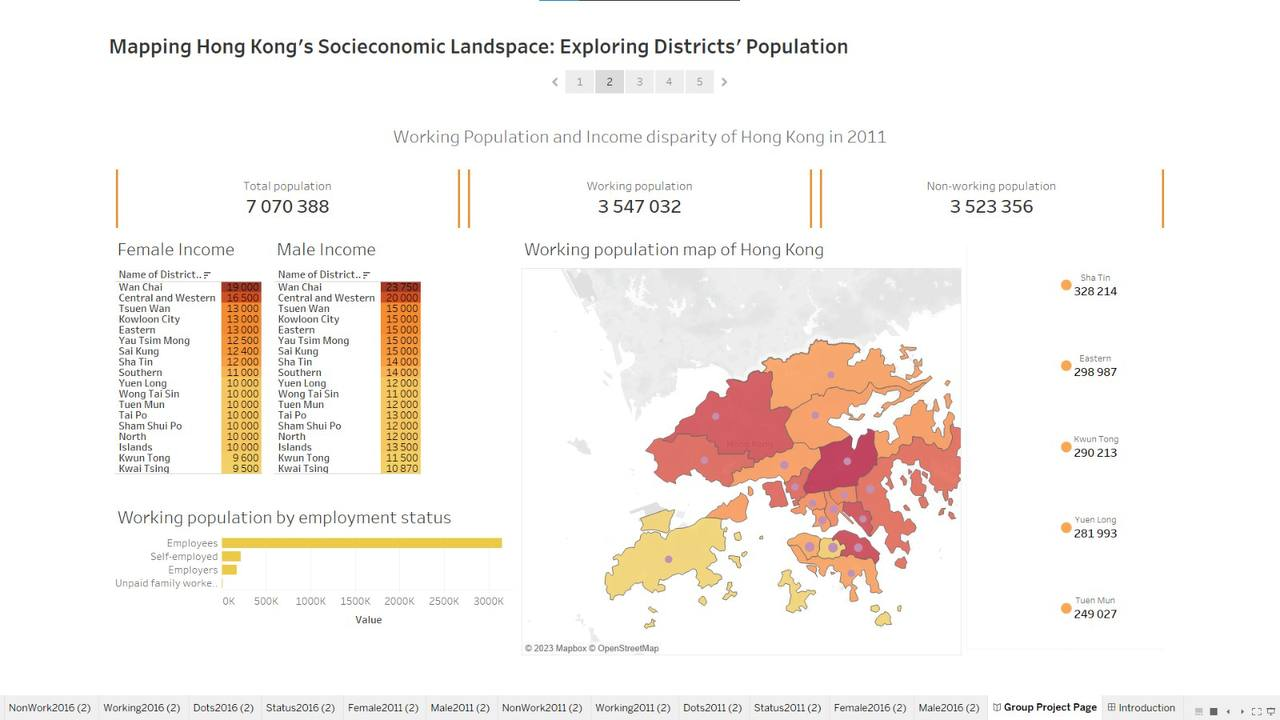 Mapping Hong Kong's Socieconomic Landspace: Exploring Districts' Population
1 2 3 4 5
Working Population and Income disparity of Hong Kong in 2011
Total population
7 070 388
Working population
3 547 032
Non-working population
3 523 356
Female Income
Name of District..
Wan Chai 19 000
Central and Western 16 500
Tsuen Wan 13 000
Kowloon City 13 000
Eastern 13 000
Yau Tsim Mong 12 500
Sai Kung 12 400
Sha Tin 12 000
Southern 11 000
Yuen Long 10 000
Wong Tai Sin 10 000
Tuen Mun 10 000
Tai Po 10 000
Sham Shui Po 10 000
North 10 000
Islands 10 000
Kwun Tong 9 600
Kwai Tsing 9 500
Male Income
Name of District..
Wan Chai 23 750
Central and Western 20 000
Tsuen Wan 15 000
Kowloon City 15 000
Eastern 15 000
Yau Tsim Mong 15 000
Sai Kung 15 000
Sha Tin 14 000
Southern 14 000
Yuen Long 12 000
Wong Tai Sin 11 000
Tuen Mun 12 000
Tai Po 13 000
Sham Shui Po 12 000
North 12 000
Islands 13 500
Kwun Tong 11 500
Kwai Tsing 10 870
Working population map of Hong Kong
Hong Kong
© 2023 Mapbox © OpenStreetMap
Sha Tin
328 214
Eastern
298 987
Kwun Tong
290 213
Yuen Long
281 993
Tuen Mun
249 027
Working population by employment status
Employees
Self-employed
Employers
Unpaid family worke..
0K 500K 1000K 1500K 2000K 2500K 3000K
Value
NonWork2016 (2) Working2016 (2) Dots2016 (2) Status2016 (2) Female2011 (2) Male2011 (2) NonWork2011 (2) Working2011 (2) Dots2011 (2) Status2011 (2) Female2016 (2) Male2016 (2) Group Project Page Introduction